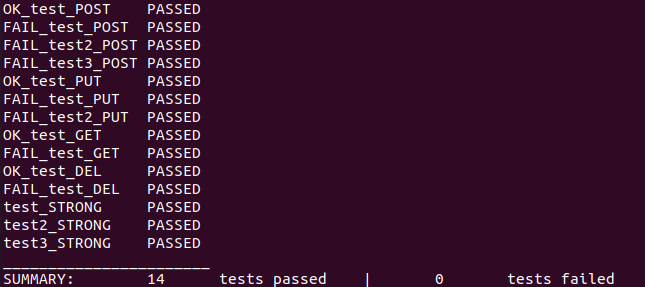 OK_test_POST    PASSED
FAIL_test_POST  PASSED
FAIL_test2_POST PASSED
FAIL_test3_POST PASSED
OK_test_PUT     PASSED
FAIL_test_PUT   PASSED
FAIL_test2_PUT  PASSED
OK_test_GET     PASSED
FAIL_test_GET   PASSED
OK_test_DEL     PASSED
FAIL_test_DEL   PASSED
test_STRONG     PASSED
test2_STRONG    PASSED
test3_STRONG    PASSED
_______________________
SUMMARY:        14      tests passed    |       0       tests failed